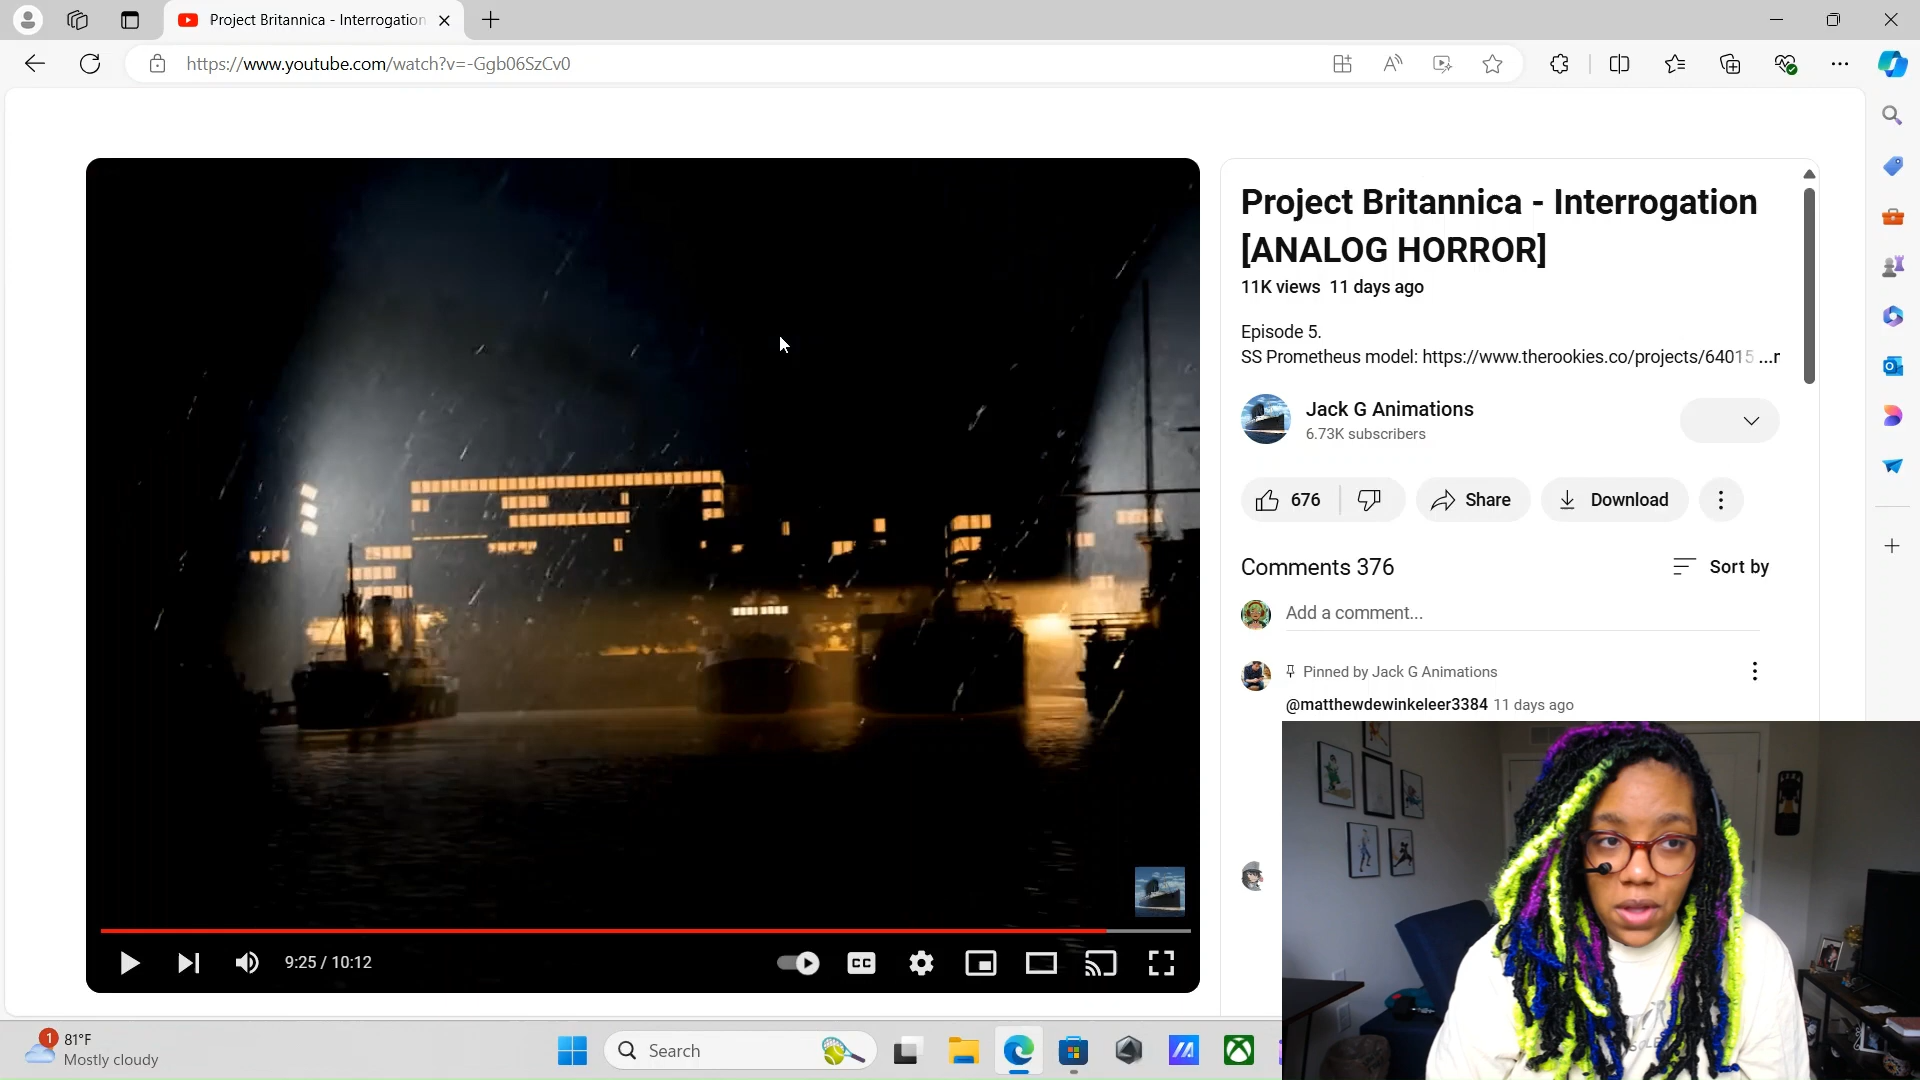 Project Britannica - Interrogation
https://www.youtube.com/watch?v=-Ggb06SzCv0
Project Britannica - Interrogation
[ANALOG HORROR]
11K views 11 days ago
Episode 5.
SS Prometheus model: https://www.therookies.co/projects/64015 ...r
Jack G Animations
6.73K subscribers
676
Share
Download
Comments 376
Sort by
Add a comment...
Pinned by Jack G Animations
@matthewdewinkeleer3384 11 days ago
9:25 / 10:12
CC
1
81°F
Mostly cloudy
Search